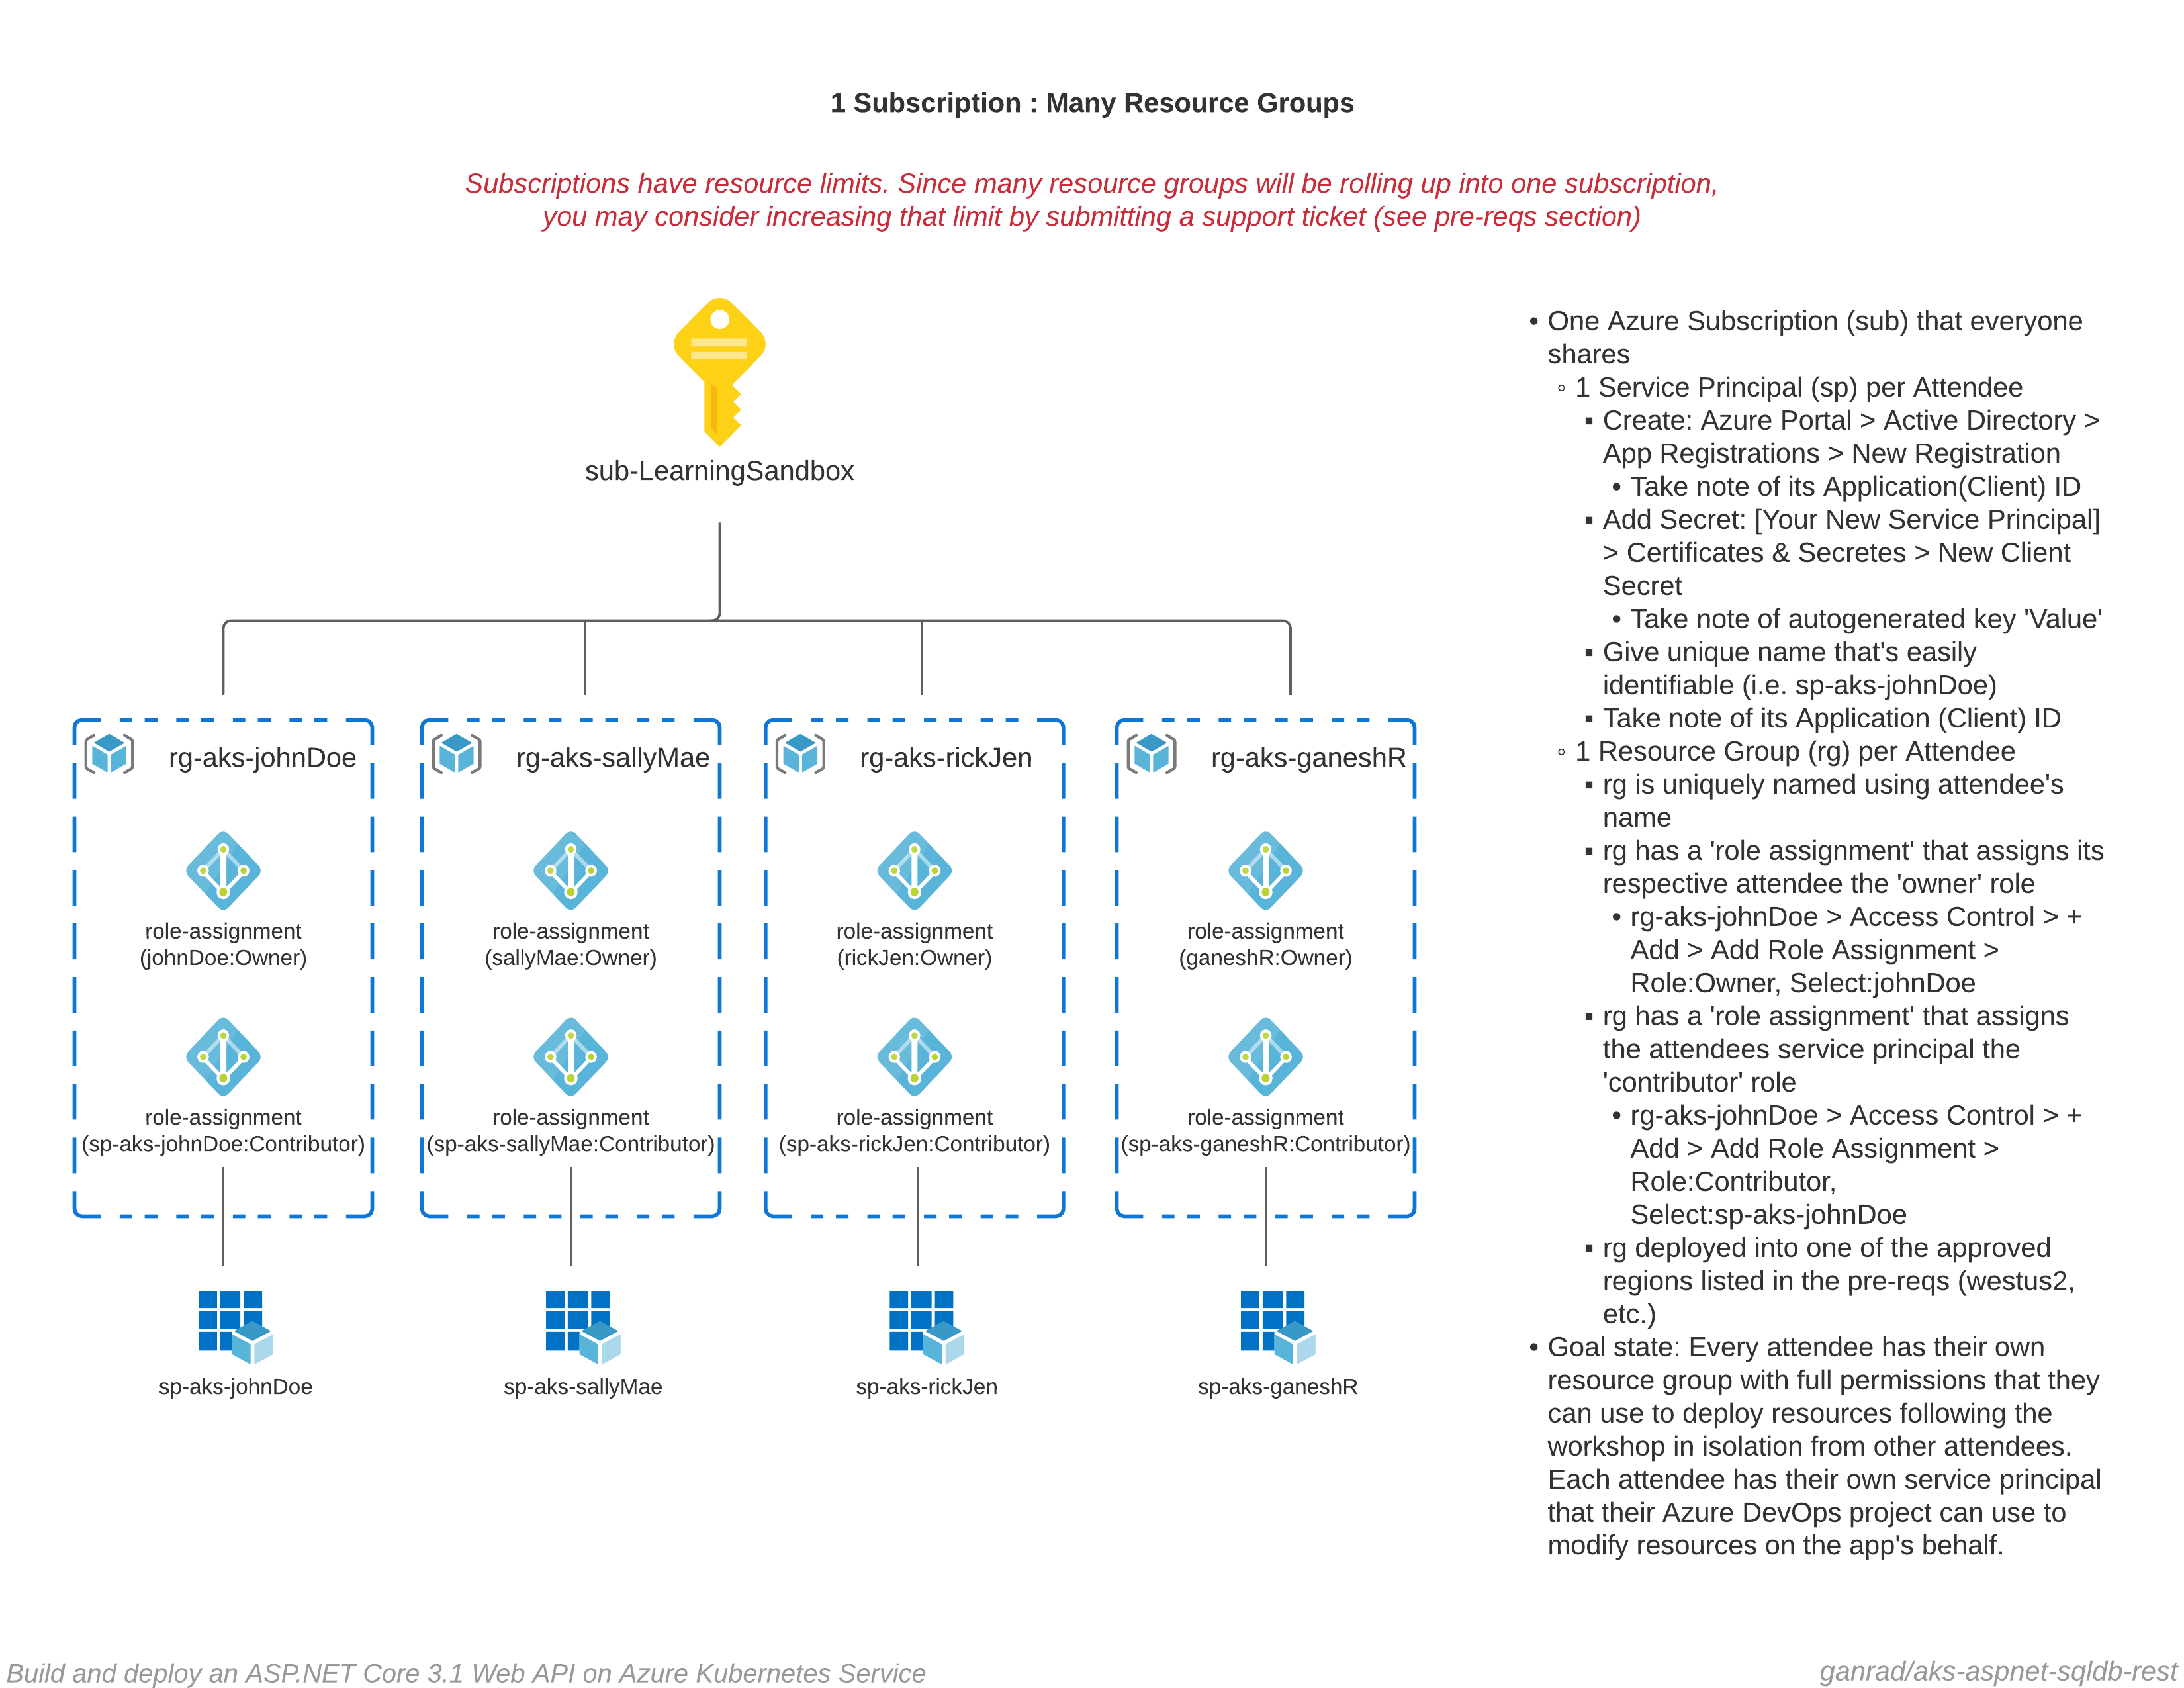 1 Subscription : Many Resource Groups
Subscriptions have resource limits. Since many resource groups will be rolling up into one subscription,
you may consider increasing that limit by submitting a support ticket (see pre-reqs section)
sub-LearningSandbox
rg-aks-johnDoe
role-assignment
(johnDoe:Owner)
role-assignment
(sp-aks-johnDoe:Contributor)
sp-aks-johnDoe
rg-aks-sallyMae
role-assignment
(sallyMae:Owner)
role-assignment
(sp-aks-sallyMae:Contributor)
sp-aks-sallyMae
rg-aks-rickJen
role-assignment
(rickJen:Owner)
role-assignment
(sp-aks-rickJen:Contributor)
sp-aks-rickJen
rg-aks-ganeshR
role-assignment
(ganeshR:Owner)
role-assignment
(sp-aks-ganeshR:Contributor)
sp-aks-ganeshR
• One Azure Subscription (sub) that everyone
shares
◦ 1 Service Principal (sp) per Attendee
▪ Create: Azure Portal > Active Directory >
App Registrations > New Registration
• Take note of its Application(Client) ID
▪ Add Secret: [Your New Service Principal]
> Certificates & Secretes > New Client
Secret
• Take note of autogenerated key 'Value'
▪ Give unique name that's easily
identifiable (i.e. sp-aks-johnDoe)
▪ Take note of its Application (Client) ID
◦ 1 Resource Group (rg) per Attendee
▪ rg is uniquely named using attendee's
name
▪ rg has a 'role assignment' that assigns its
respective attendee the 'owner' role
• rg-aks-johnDoe > Access Control > +
Add > Add Role Assignment >
Role:Owner, Select:johnDoe
▪ rg has a 'role assignment' that assigns
the attendees service principal the
'contributor' role
• rg-aks-johnDoe > Access Control > +
Add > Add Role Assignment >
Role:Contributor,
Select:sp-aks-johnDoe
▪ rg deployed into one of the approved
regions listed in the pre-reqs (westus2,
etc.)
• Goal state: Every attendee has their own
resource group with full permissions that they
can use to deploy resources following the
workshop in isolation from other attendees.
Each attendee has their own service principal
that their Azure DevOps project can use to
modify resources on the app's behalf.
Build and deploy an ASP.NET Core 3.1 Web API on Azure Kubernetes Service
ganrad/aks-aspnet-sqldb-rest